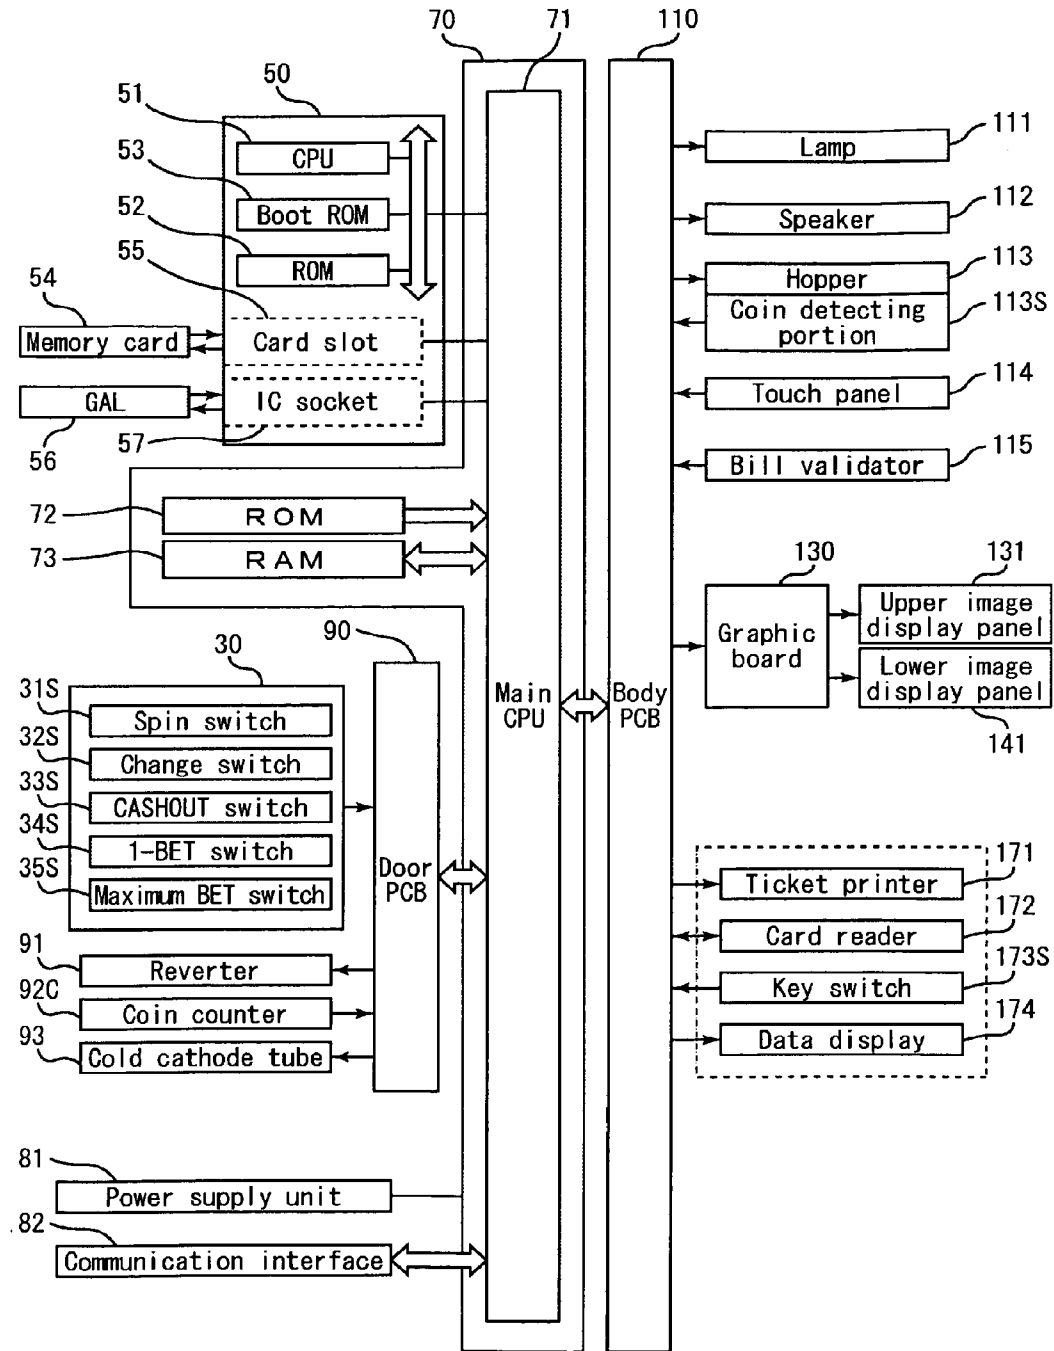 70
71
110
50
51
CPU
53
Boot ROM
52
ROM
55
54
Memory card
Card slot
GAL
IC socket
56
57
72
ROM
73
RAM
111
Lamp
112
Speaker
113
Hopper
113S
Coin detecting
portion
114
Touch panel
115
Bill validator
130
131
Graphic
board
Upper image
display panel
Lower image
display panel
141
90
30
31S
Spin switch
32S
Change switch
33S
CASHOUT switch
34S
1-BET switch
35S
Maximum BET switch
Door
PCB
Main
CPU
Body
PCB
91
Reverter
92C
Coin counter
93
Cold cathode tube
171
Ticket printer
172
Card reader
173S
Key switch
174
Data display
81
Power supply unit
82
Communication interface